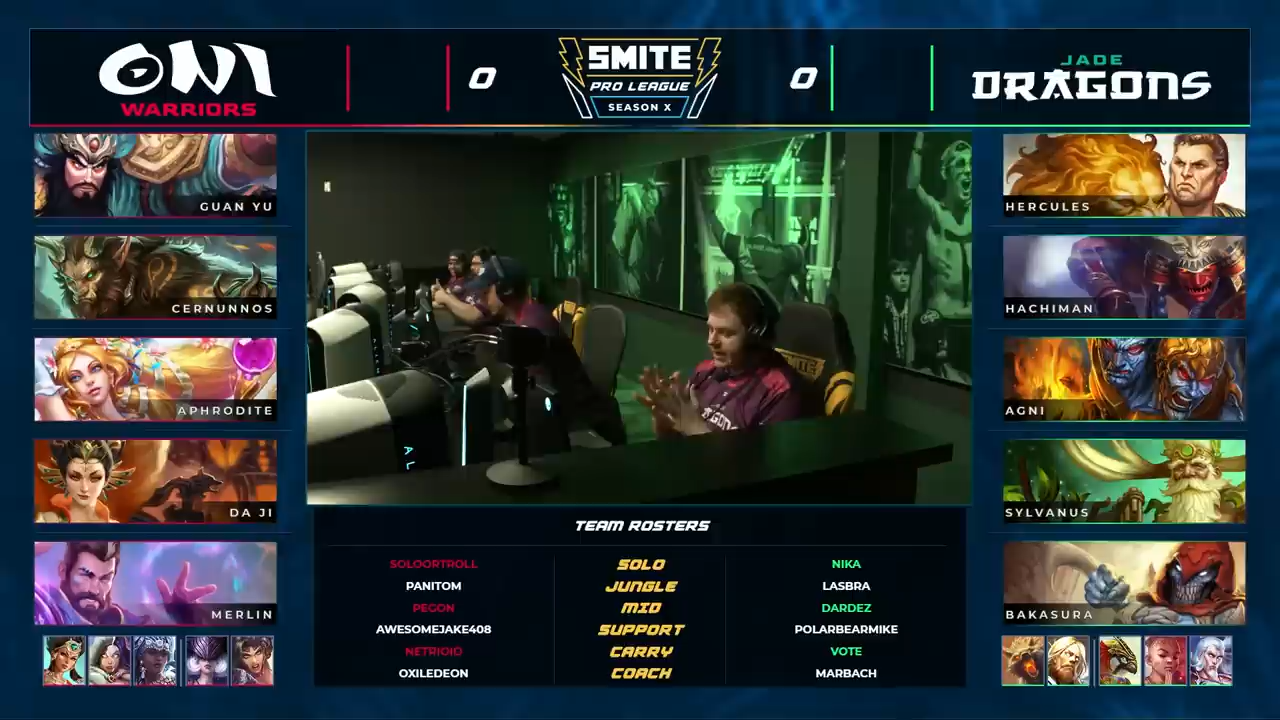 ONI
WARRIORS
0
SMITE
PRO LEAGUE
SEASON X
0
JADE
DRAGONS
GUAN YU
CERNUNNOS
APHRODITE
DA JI
MERLIN
HERCULES
HACHIMAN
AGNI
SYLVANUS
BAKASURA
TEAM ROSTERS
SOLOORTROLL SOLO NIKA
PANITOM JUNGLE LASBRA
PEGON MID DARDEZ
AWESOMEJAKE408 SUPPORT POLARBEARMIKE
NETRIOID CARRY VOTE
OXILEDEON COACH MARBACH